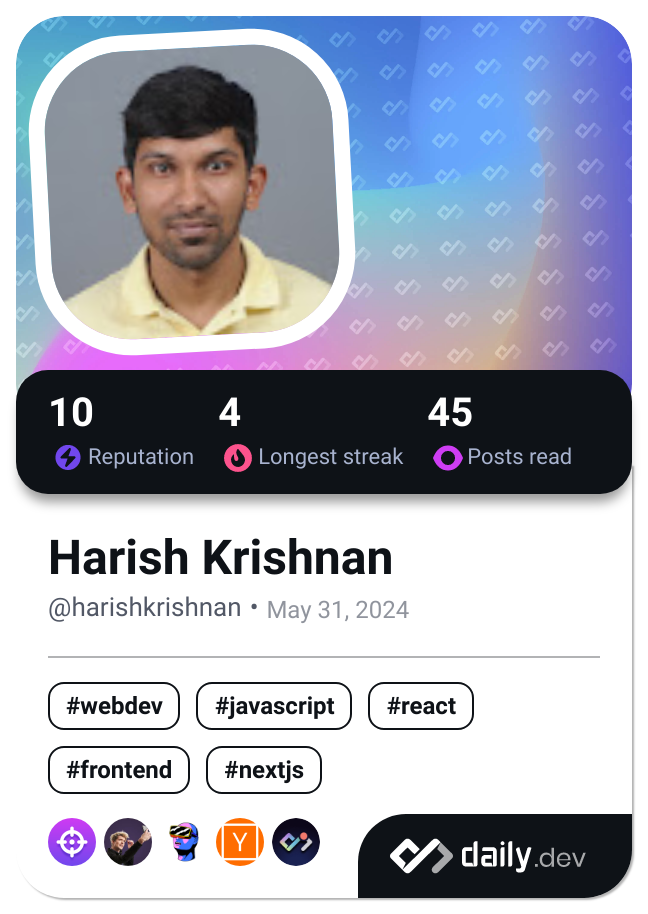 10 4 45
Reputation Longest streak Posts read
Harish Krishnan
@harishkrishnan • May 31, 2024
#webdev #javascript #react
#frontend #nextjs
Y
daily.dev